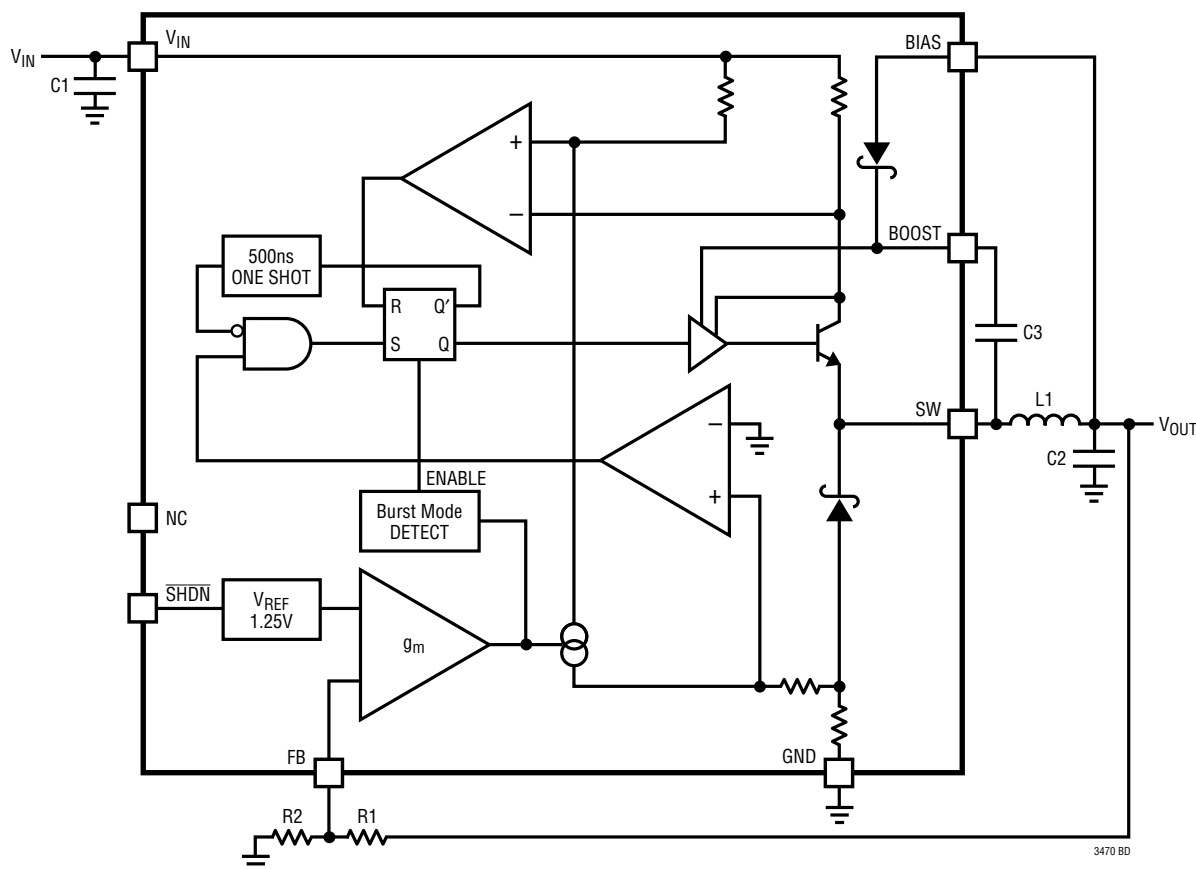 V_IN
V_IN
BIAS
C1
+
−
500ns
ONE SHOT
BOOST
R Q′
S Q
C3
SW
L1
V_OUT
C2
−
+
ENABLE
Burst Mode
DETECT
NC
SHDN
V_REF
1.25V
g_m
FB
GND
R2
R1
3470 BD